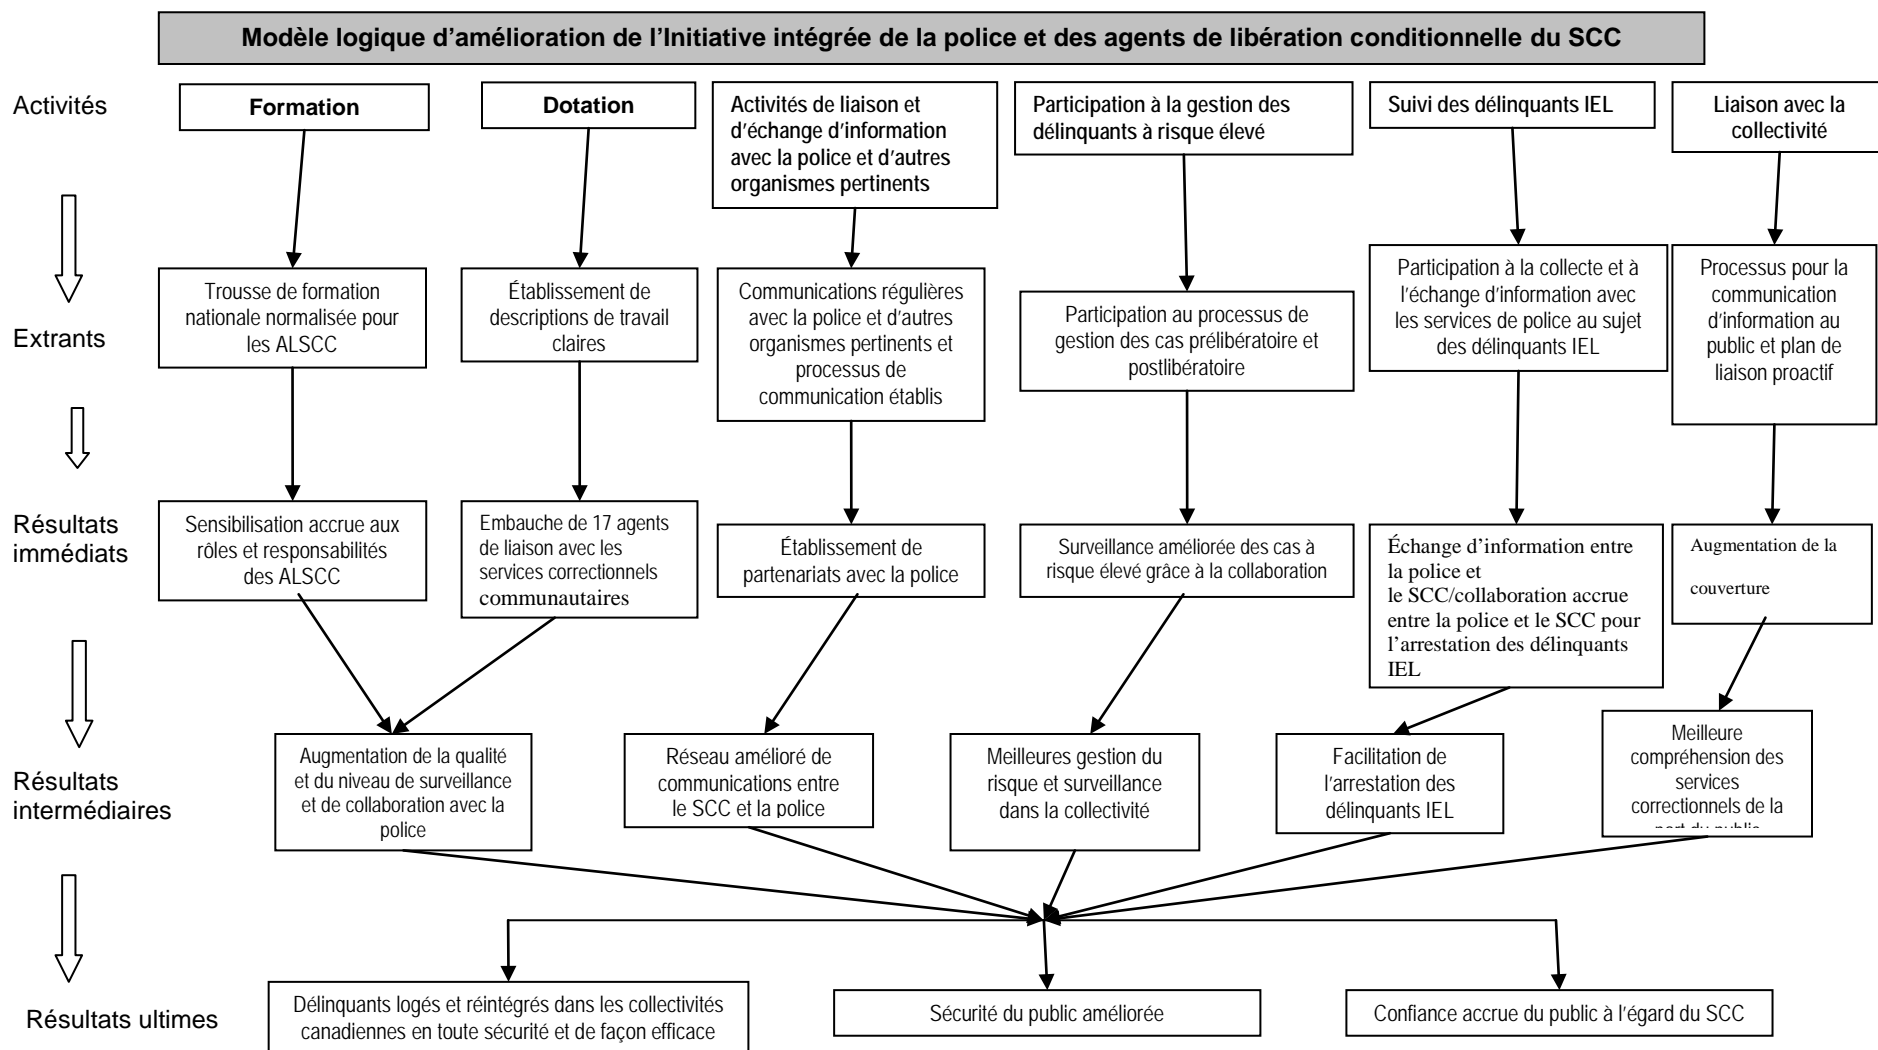 Modèle logique d'amélioration de l'Initiative intégrée de la police et des agents de libération conditionnelle du SCC
Activités
Formation
Dotation
Activités de liaison et
d'échange d'information
avec la police et d'autres
organismes pertinents
Participation à la gestion des
délinquants à risque élevé
Suivi des délinquants IEL
Liaison avec la
collectivité
Extrants
Trousse de formation
nationale normalisée pour
les ALSCC
Établissement de
descriptions de travail
claires
Communications régulières
avec la police et d'autres
organismes pertinents et
processus de
communication établis
Participation au processus de
gestion des cas prélibératoire et
postlibératoire
Participation à la collecte et à
l'échange d'information avec
les services de police au sujet
des délinquants IEL
Processus pour la
communication
d'information au
public et plan de
liaison proactif
Résultats
immédiats
Sensibilisation accrue aux
rôles et responsabilités
des ALSCC
Embauche de 17 agents
de liaison avec les
services correctionnels
communautaires
Établissement de
partenariats avec la police
Surveillance améliorée des cas à
risque élevé grâce à la collaboration
Échange d'information entre
la police et
le SCC/collaboration accrue
entre la police et le SCC pour
l'arrestation des délinquants
IEL
Augmentation de la
couverture
Résultats
intermédiaires
Augmentation de la qualité
et du niveau de surveillance
et de collaboration avec la
police
Réseau amélioré de
communications entre
le SCC et la police
Meilleures gestion du
risque et surveillance
dans la collectivité
Facilitation de
l'arrestation des
délinquants IEL
Meilleure
compréhension des
services
correctionnels de la
part du public
Résultats ultimes
Délinquants logés et réintégrés dans les collectivités
canadiennes en toute sécurité et de façon efficace
Sécurité du public améliorée
Confiance accrue du public à l'égard du SCC